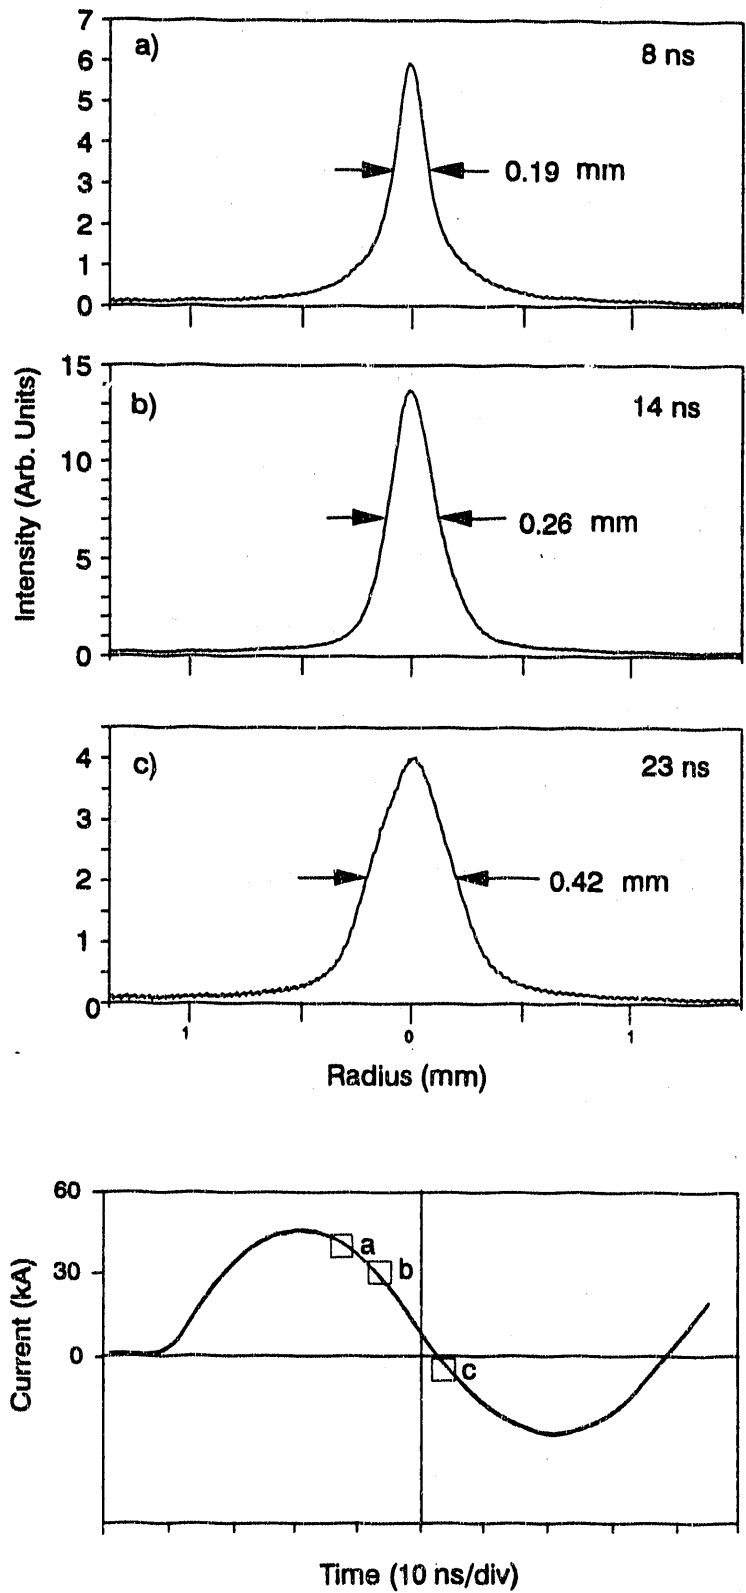 7
a)
8 ns
6
5
4
0.19 mm
3
2
1
0
15
b)
14 ns
10
0.26 mm
5
0
Intensity (Arb. Units)
c)
23 ns
4
3
2
0.42 mm
1
0
1 0 1
Radius (mm)
60
a
b
30
0
c
Current (kA)
Time (10 ns/div)